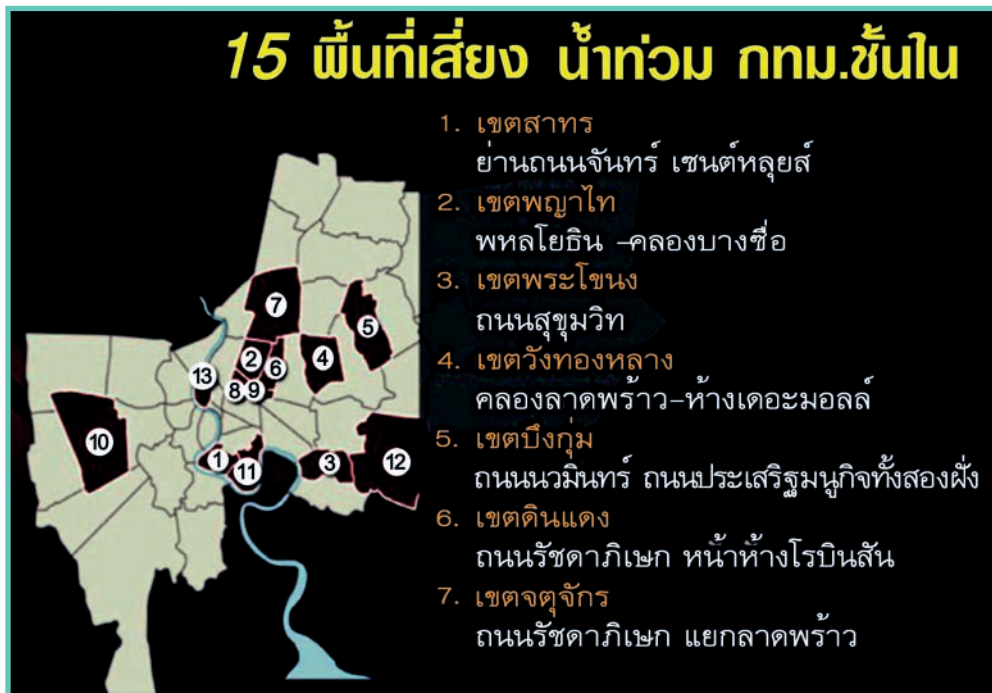 15 พื้นที่เสี่ยง น้ำท่วม กทม.ชั้นใน
1. เขตสาทร
ย่านถนนจันทร์ เซนต์หลุยส์
2. เขตพญาไท
พหลโยธิน -คลองบางซื่อ
3. เขตพระโขนง
ถนนสุขุมวิท
4. เขตวังทองหลาง
คลองลาดพร้าว-ห้างเดอะมอลล์
5. เขตบึงกุ่ม
ถนนนวมินทร์ ถนนประเสริฐมนูกิจทั้งสองฝั่ง
6. เขตดินแดง
ถนนรัชดาภิเษก หน้าห้างโรบินสัน
7. เขตจตุจักร
ถนนรัชดาภิเษก แยกลาดพร้าว
7
5
2
6
4
13
8
9
10
1
11
3
12